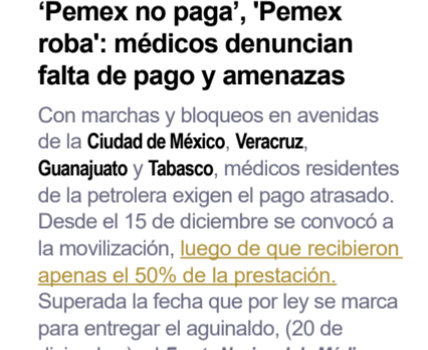 ‘Pemex no paga’, 'Pemex
roba': médicos denuncian
falta de pago y amenazas
Con marchas y bloqueos en avenidas
de la Ciudad de México, Veracruz,
Guanajuato y Tabasco, médicos residentes
de la petrolera exigen el pago atrasado.
Desde el 15 de diciembre se convocó a
la movilización, luego de que recibieron
apenas el 50% de la prestación.
Superada la fecha que por ley se marca
para entregar el aguinaldo, (20 de